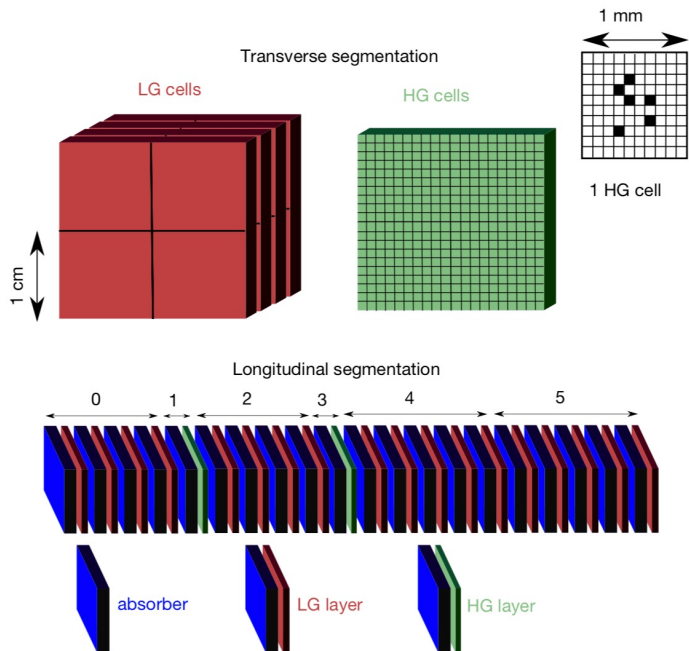 1 mm
Transverse segmentation
LG cells
HG cells
1 HG cell
1 cm
Longitudinal segmentation
0 1 2 3 4 5
absorber
LG layer
HG layer